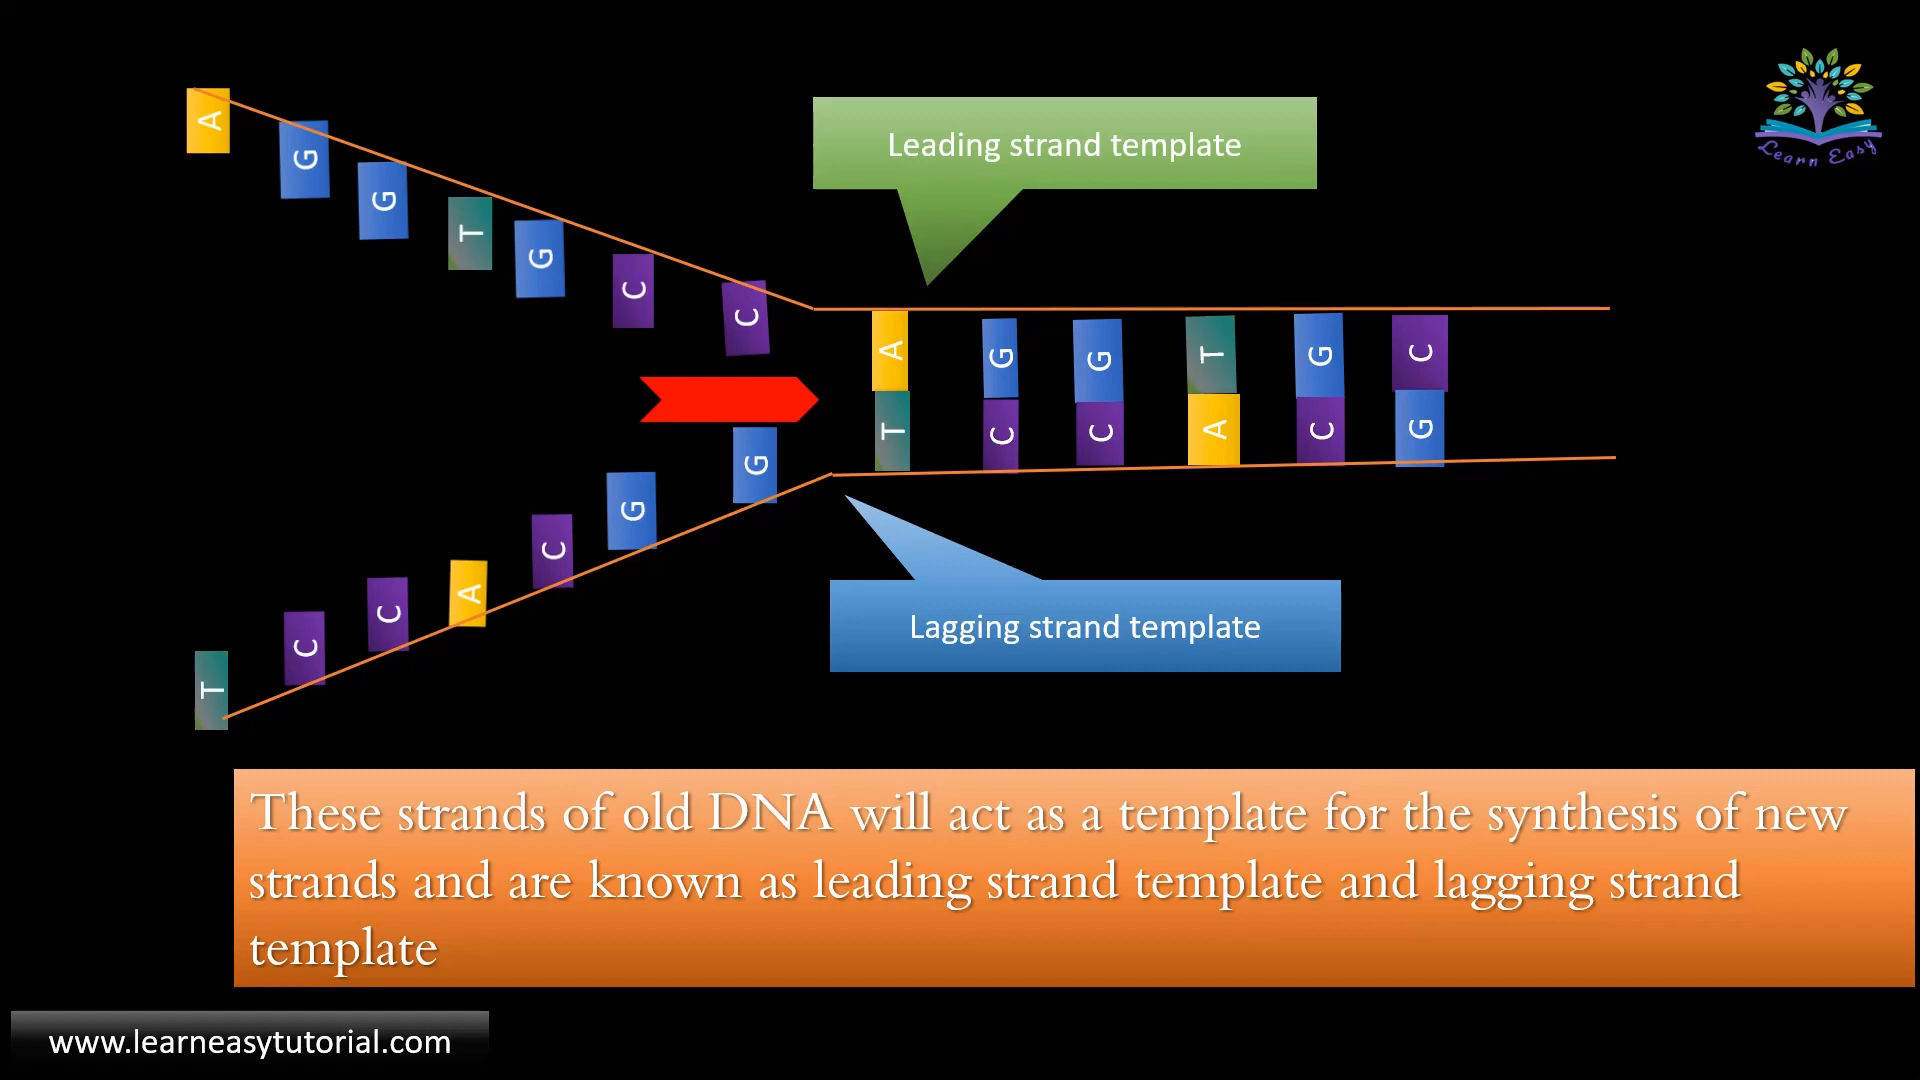 A
G
G
T
G
C
C
Leading strand template
Learn Easy
A G G T G C
T C C A C G
G
G
C
A
C
C
T
Lagging strand template
These strands of old DNA will act as a template for the synthesis of new
strands and are known as leading strand template and lagging strand
template
www.learneasytutorial.com